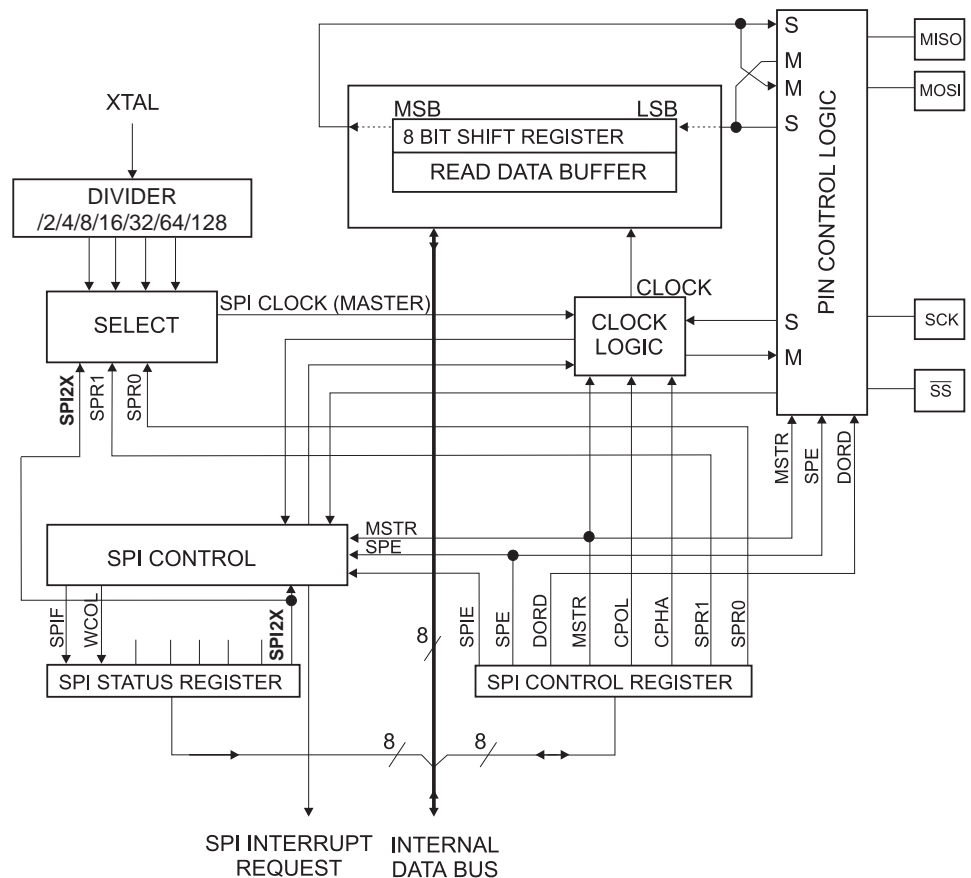 S
MISO
M
XTAL
MSB
LSB
M
MOSI
8 BIT SHIFT REGISTER
S
READ DATA BUFFER
DIVIDER
/2/4/8/16/32/64/128
PIN CONTROL LOGIC
SPI CLOCK (MASTER)
CLOCK
SELECT
CLOCK
LOGIC
S
SCK
M
SS
SPI2X
SPR1
SPR0
MSTR
SPE
DORD
MSTR
SPE
SPI CONTROL
SPIF
WCOL
SPI2X
8
SPIE
SPE
DORD
MSTR
CPOL
CPHA
SPR1
SPR0
SPI STATUS REGISTER
SPI CONTROL REGISTER
8
8
SPI INTERRUPT
REQUEST
INTERNAL
DATA BUS